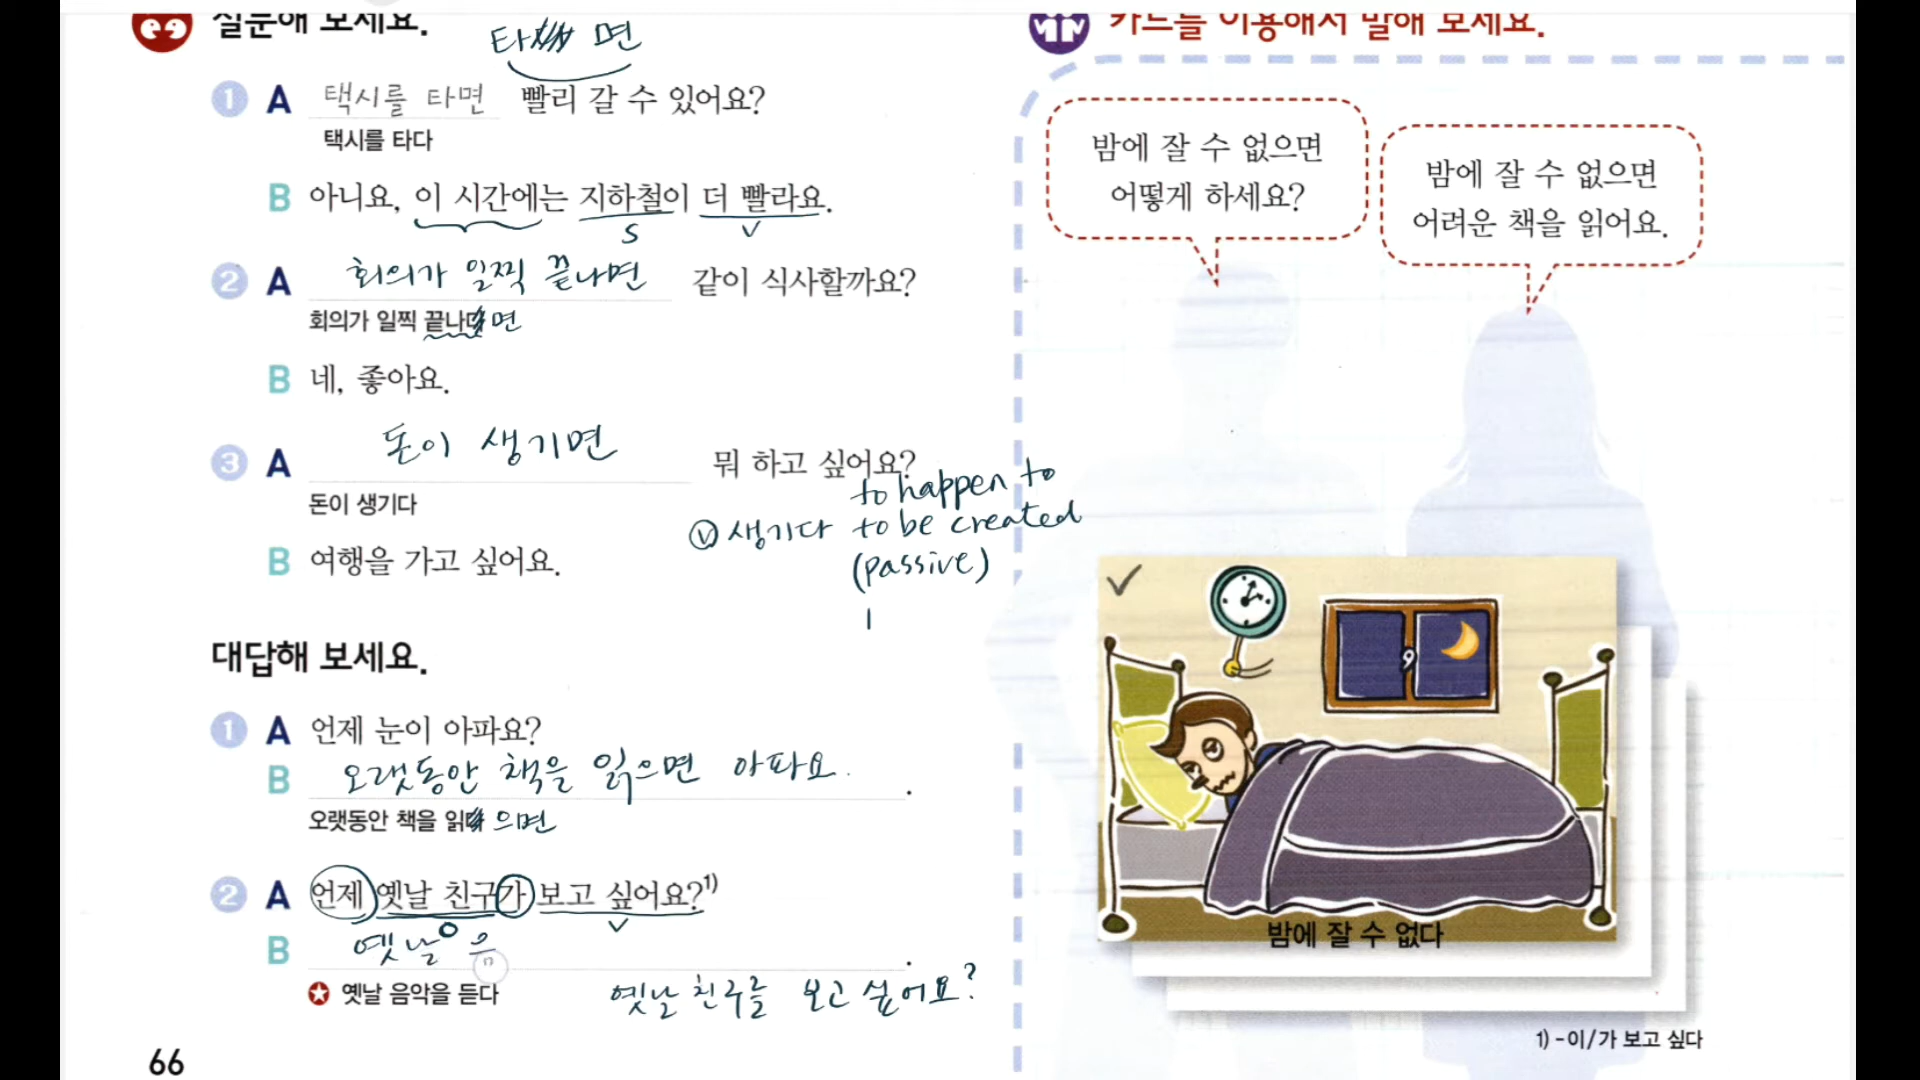 질문해 보세요.
타 면
1 A 택시를 타면 빨리 갈 수 있어요?
택시를 타다
B 아니요, 이 시간에는 지하철이 더 빨라요.
S V
2 A 회의가 일찍 끝나면 같이 식사할까요?
회의가 일찍 끝나면
B 네, 좋아요.
3 A 돈이 생기면 뭐 하고 싶어요?
돈이 생기다
to happen to
V 생기다 to be created
(passive)
B 여행을 가고 싶어요.
대답해 보세요.
1 A 언제 눈이 아파요?
B 오랫동안 책을 읽으면 아파요.
오랫동안 책을 읽 으면
2 A 언제 옛날 친구가 보고 싶어요?1)
V
B 옛날 음
옛날 음악을 듣다
옛날 친구를 보고 싶어요?
66
카드를 이용해서 말해 보세요.
밤에 잘 수 없으면
어떻게 하세요?
밤에 잘 수 없으면
어려운 책을 읽어요.
밤에 잘 수 없다
1) -이/가 보고 싶다